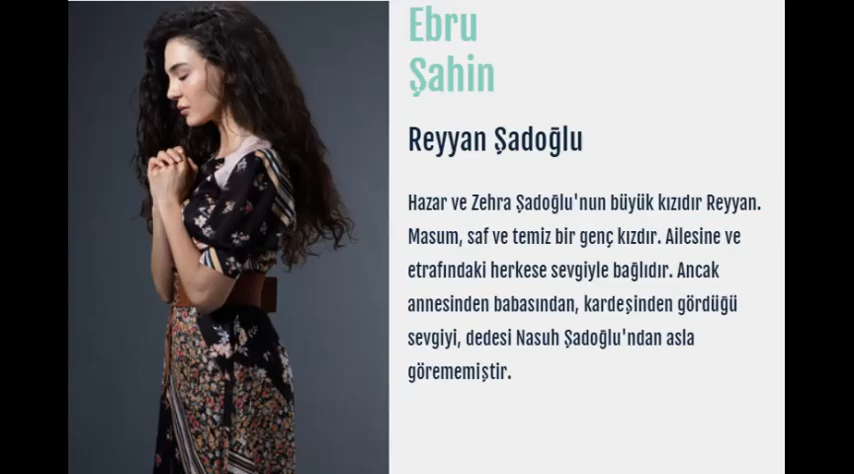 Ebru
Şahin
Reyyan Şadoğlu
Hazar ve Zehra Şadoğlu'nun büyük kızıdır Reyyan.
Masum, saf ve temiz bir genç kızdır. Ailesine ve
etrafındaki herkese sevgiyle bağlıdır. Ancak
annesinden babasından, kardeşinden gördüğü
sevgiyi, dedesi Nasuh Şadoğlu'ndan asla
görememiştir.